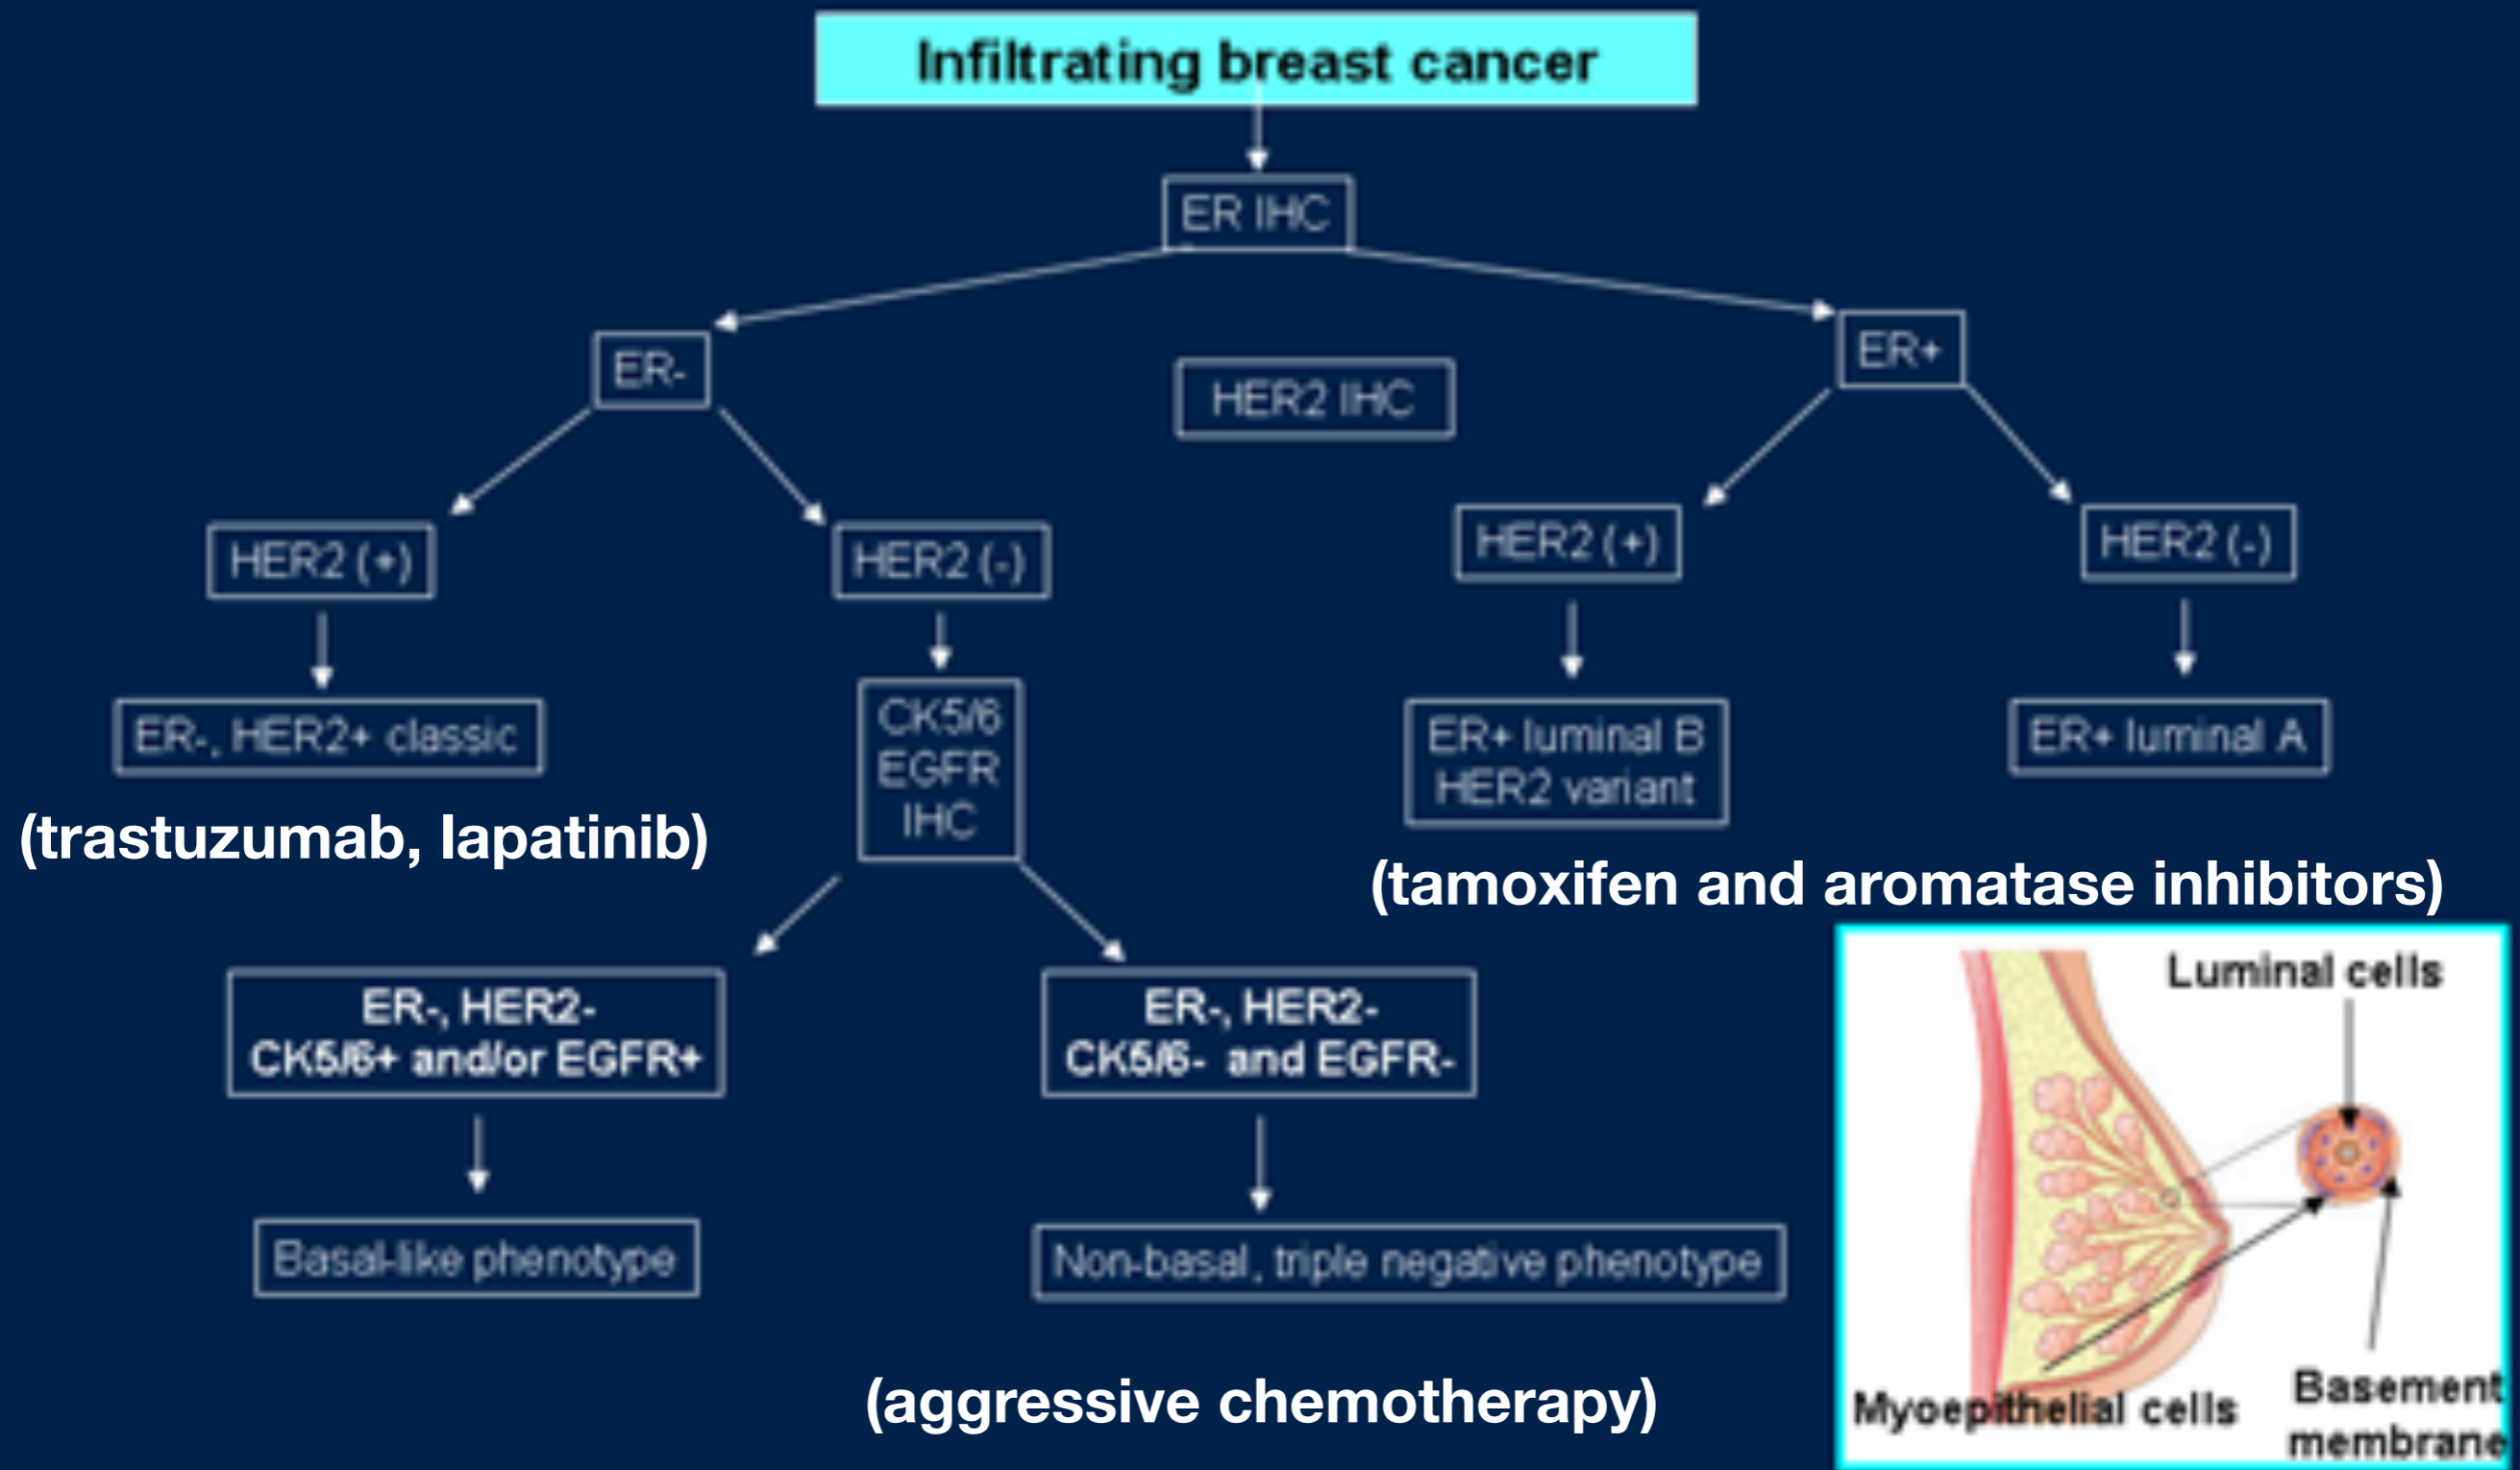 Infiltrating breast cancer
ER IHC
ER-
HER2 IHC
ER+
HER2 (+)
HER2 (-)
HER2 (+)
HER2 (-)
ER-, HER2+ classic
CK5/6
EGFR
IHC
ER+ luminal B
HER2 variant
ER+ luminal A
(trastuzumab, lapatinib)
(tamoxifen and aromatase inhibitors)
ER-, HER2-
CK5/6+ and/or EGFR+
ER-, HER2-
CK5/6- and EGFR-
Basal-like phenotype
Non-basal, triple negative phenotype
(aggressive chemotherapy)
Luminal cells
Myoepithelial cells
Basement
membrane